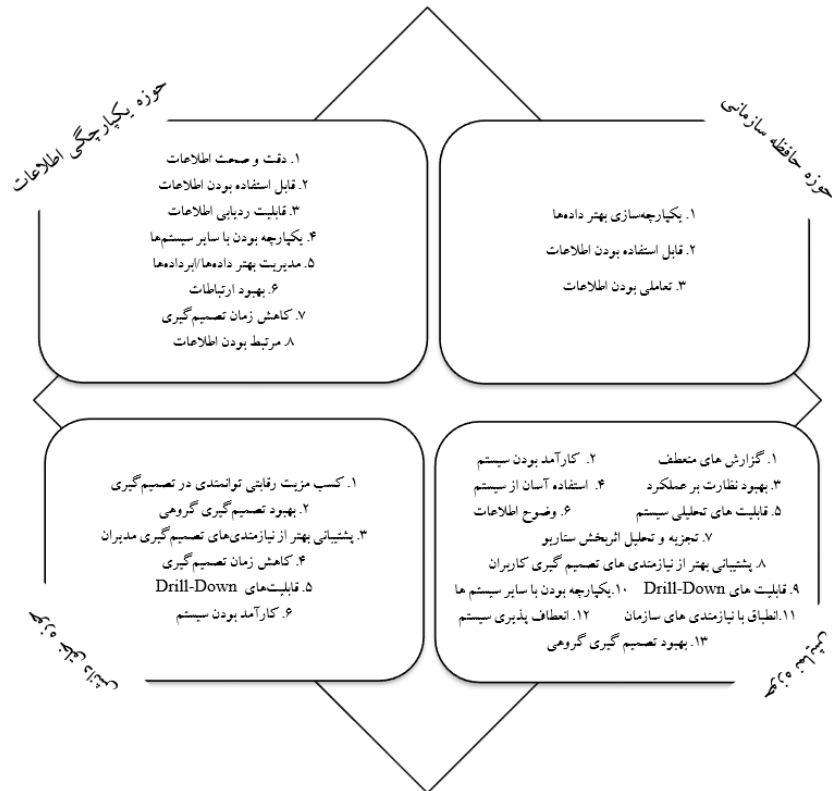 حوزه حافظه سازمانی
۱. یکپارچه‌سازی بهتر داده‌ها
۲. قابل استفاده بودن اطلاعات
۳. تعاملی بودن اطلاعات
حوزه یکپارچگی اطلاعات
۱. دقت و صحت اطلاعات
۲. قابل استفاده بودن اطلاعات
۳. قابلیت ردیابی اطلاعات
۴. یکپارچه بودن با سایر سیستم‌ها
۵. مدیریت بهتر داده‌ها/ابرداده‌ها
۶. بهبود ارتباطات
۷. کاهش زمان تصمیم‌گیری
۸. مرتبط بودن اطلاعات
۱. گزارش های منعطف ۲. کارآمد بودن سیستم
۳. بهبود نظارت بر عملکرد ۴. استفاده آسان از سیستم
۵. قابلیت های تحلیلی سیستم ۶. وضوح اطلاعات
۷. تجزیه و تحلیل اثربخش سناریو
۸. پشتیبانی بهتر از نیازمندی های تصمیم گیری کاربران
۹. قابلیت های Drill-Down ۱۰.یکپارچه بودن با سایر سیستم ها
۱۱.انطباق با نیازمندی های سازمان ۱۲. انعطاف پذیری سیستم
۱۳. بهبود تصمیم گیری گروهی
حوزه نمایش
۱. کسب مزیت رقابتی توانمندی در تصمیم‌گیری
۲. بهبود تصمیم‌گیری گروهی
۳. پشتیبانی بهتر از نیازمندی‌های تصمیم‌گیری مدیران
۴. کاهش زمان تصمیم‌گیری
۵. قابلیت‌های Drill-Down
۶. کارآمد بودن سیستم
حوزه خلق دانش